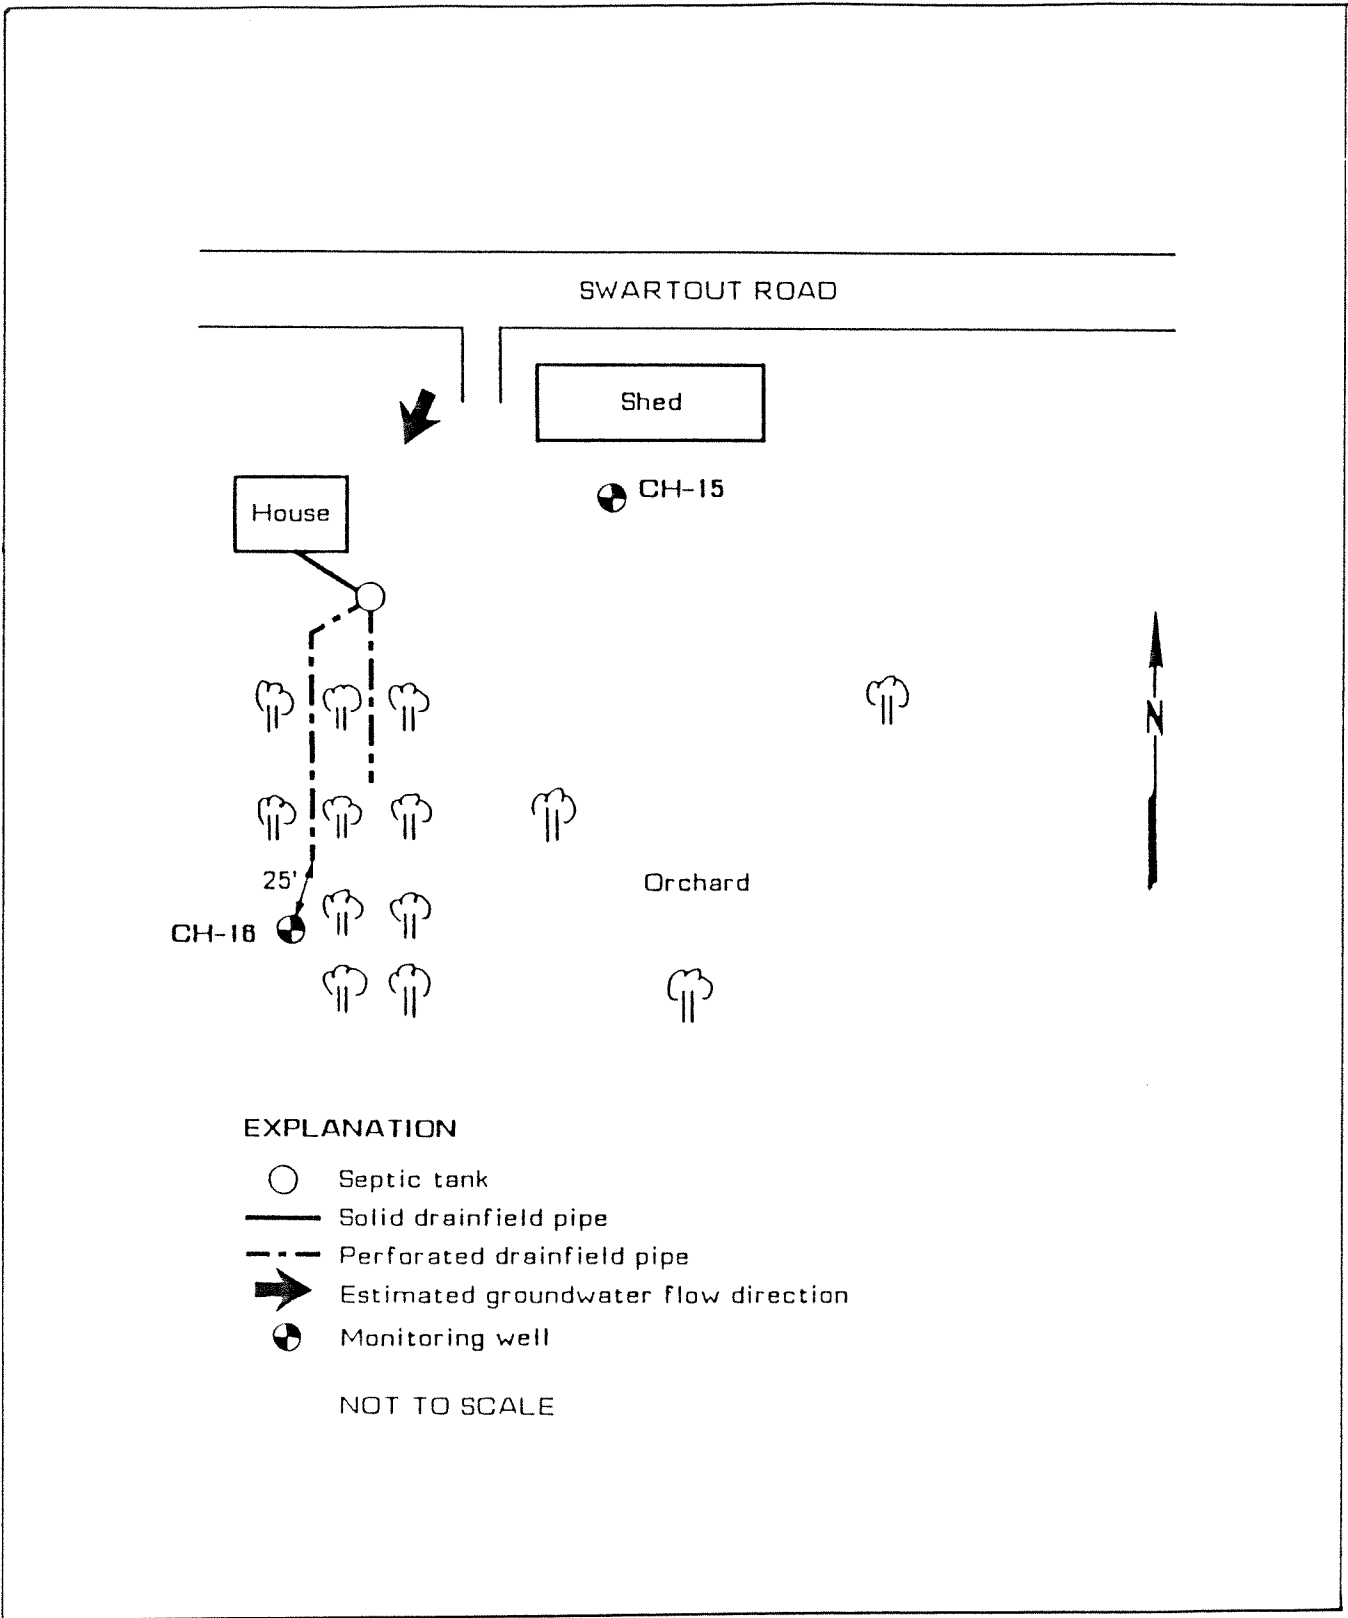 SWARTOUT ROAD
Shed
CH-15
House
N
25'
Orchard
CH-16
EXPLANATION
Septic tank
Solid drainfield pipe
Perforated drainfield pipe
Estimated groundwater flow direction
Monitoring well
NOT TO SCALE